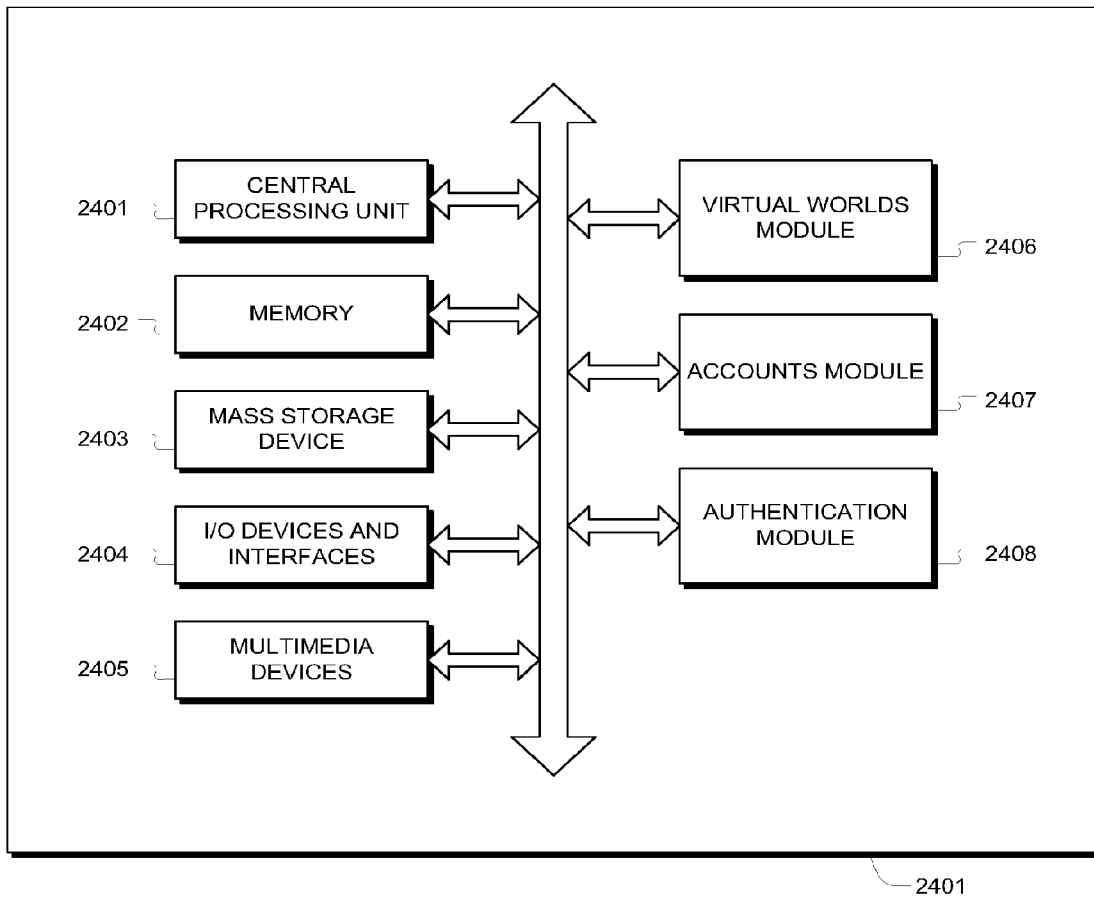 2401
CENTRAL
PROCESSING UNIT
2402
MEMORY
2403
MASS STORAGE
DEVICE
2404
I/O DEVICES AND
INTERFACES
2405
MULTIMEDIA
DEVICES
VIRTUAL WORLDS
MODULE
2406
ACCOUNTS MODULE
2407
AUTHENTICATION
MODULE
2408
2401